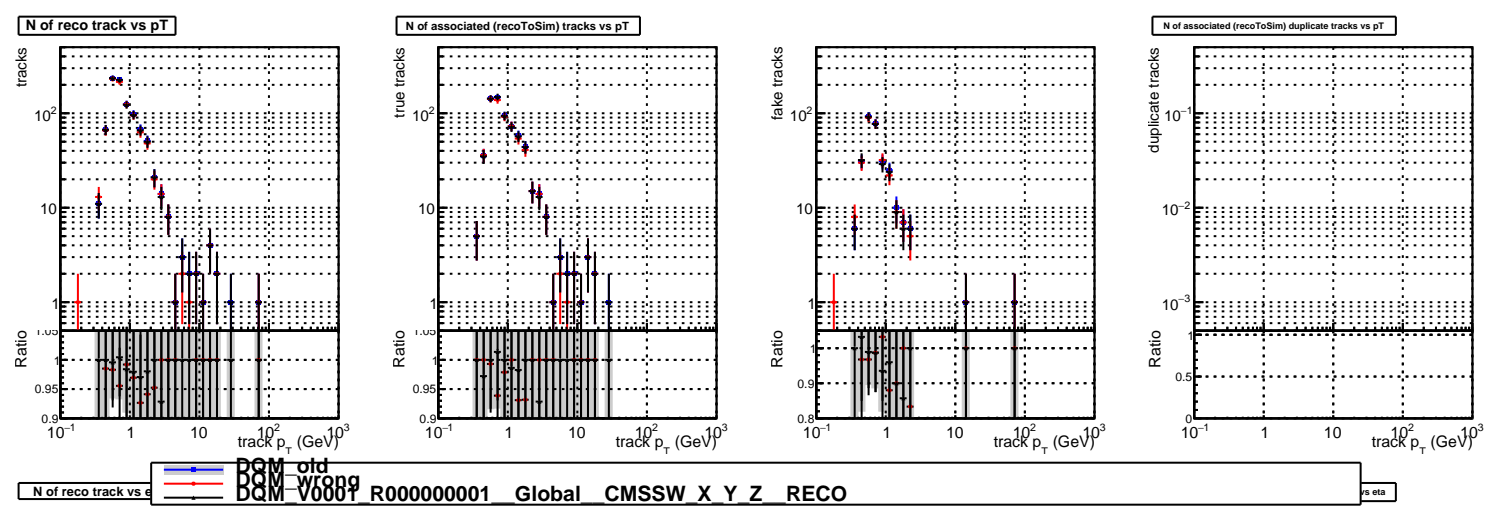 N of reco track vs pT
N of associated (recoToSim) tracks vs pT
N of associated (recoToSim) duplicate tracks vs pT
tracks
10²
10
1
Ratio
1.05
1
0.95
0.9
10⁻¹ 1 10 10² 10³
track p_T (GeV)
true tracks
10²
10
1
Ratio
1.05
1
0.95
0.9
10⁻¹ 1 10 10² 10³
track p_T (GeV)
fake tracks
10²
10
1
Ratio
1
0.9
0.8
10⁻¹ 1 10 10² 10³
track p_T (GeV)
duplicate tracks
10⁻¹
10⁻²
10⁻³
Ratio
1
0.5
0
10⁻¹ 1 10 10² 10³
track p_T (GeV)
N of reco track vs e
DQM_old
DQM_wrong
DQM_V0001_R000000001__Global__CMSSW_X_Y_Z__RECO
vs eta